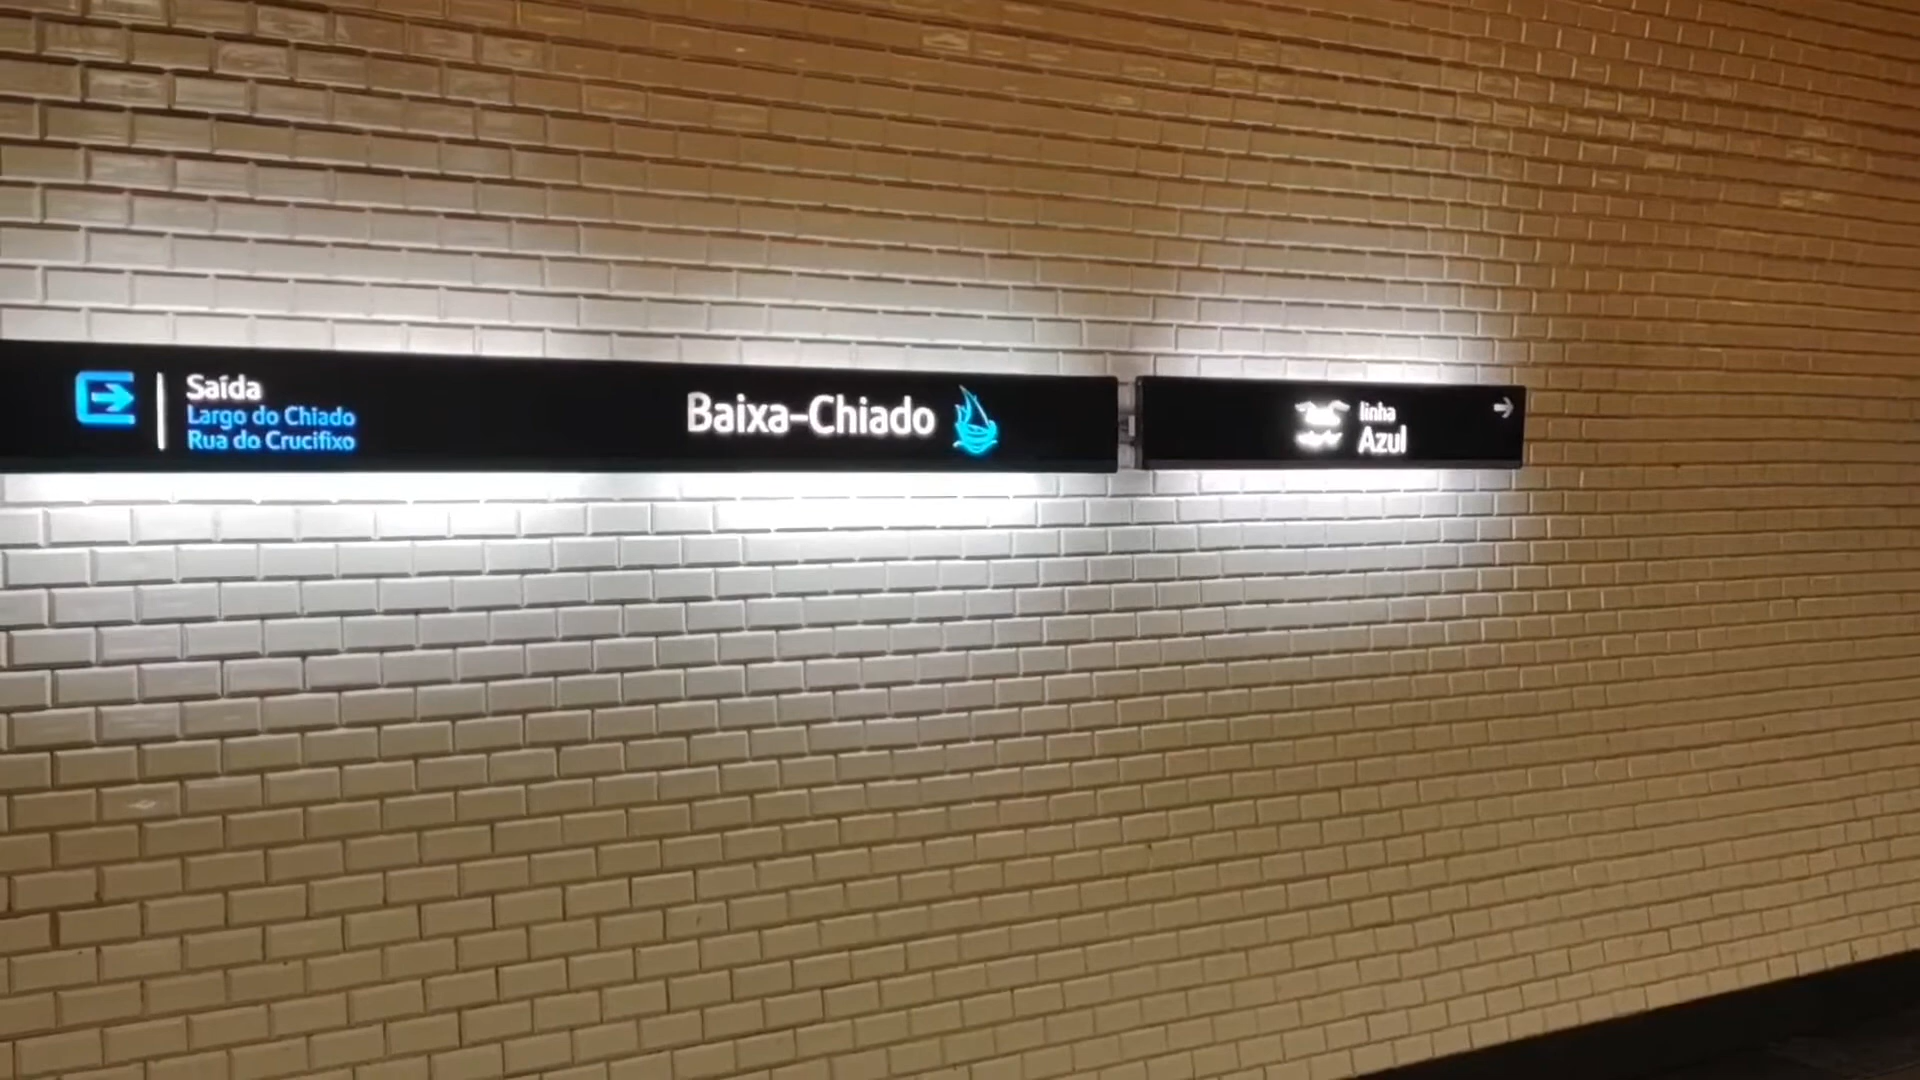 Saída
Largo do Chiado
Rua do Crucifixo
Baixa-Chiado
linha
Azul